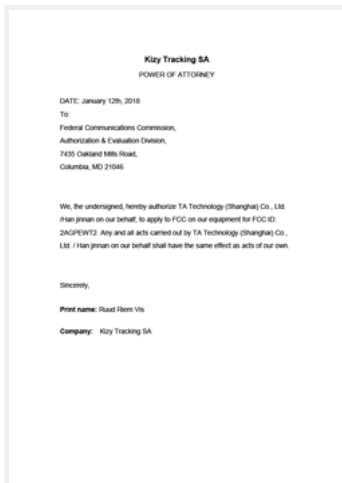 Kizy Tracking SA
POWER OF ATTORNEY
DATE: January 12th, 2018
To:
Federal Communications Commission,
Authorization & Evaluation Division,
7435 Oakland Mills Road,
Columbia, MD 21046
We, the undersigned, hereby authorize TA Technology (Shanghai) Co., Ltd.
/Han jinnan on our behalf, to apply to FCC on our equipment for FCC ID:
2AGPEWT2. Any and all acts carried out by TA Technology (Shanghai) Co.,
Ltd. / Han jinnan on our behalf shall have the same effect as acts of our own.
Sincerely,
Print name: Ruud Riem Vis
Company: Kizy Tracking SA